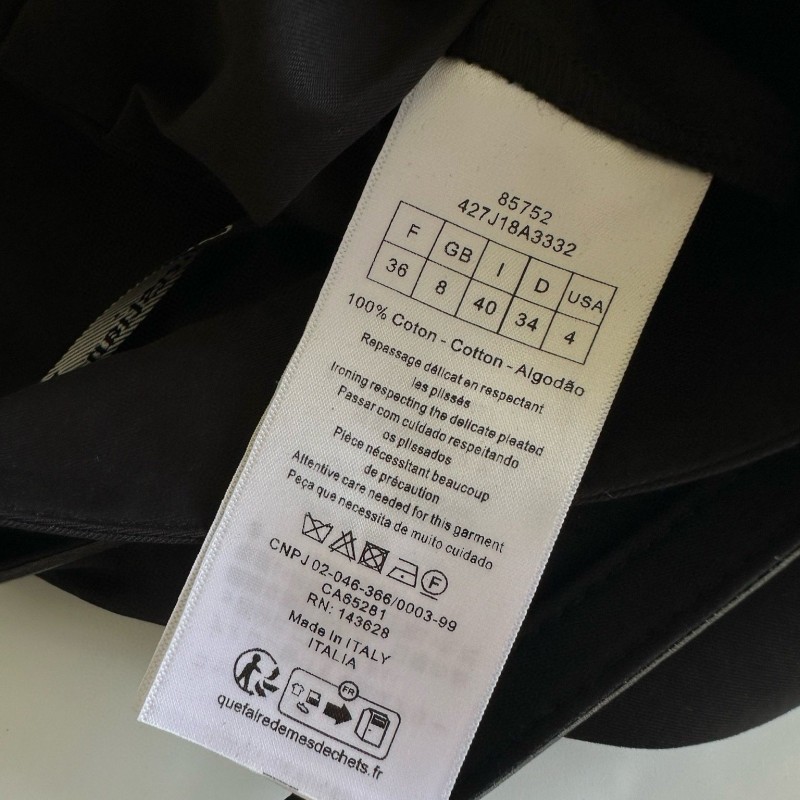 85752
427J18A3332
F GB I D USA
36 8 40 34 4
100% Coton - Cotton - Algodão
Repassage délicat en respectant
les plissés
Ironing respecting the delicate pleated
Passar com cuidado respeitando
os plissados
Pièce nécessitant beaucoup
de précaution
Attentive care needed for this garment
Peça que necessita de muito cuidado
F
CNPJ 02-046-366/0003-99
CA65281
RN: 143628
Made In ITALY
ITALIA
FR
quefairedemesdechets.fr